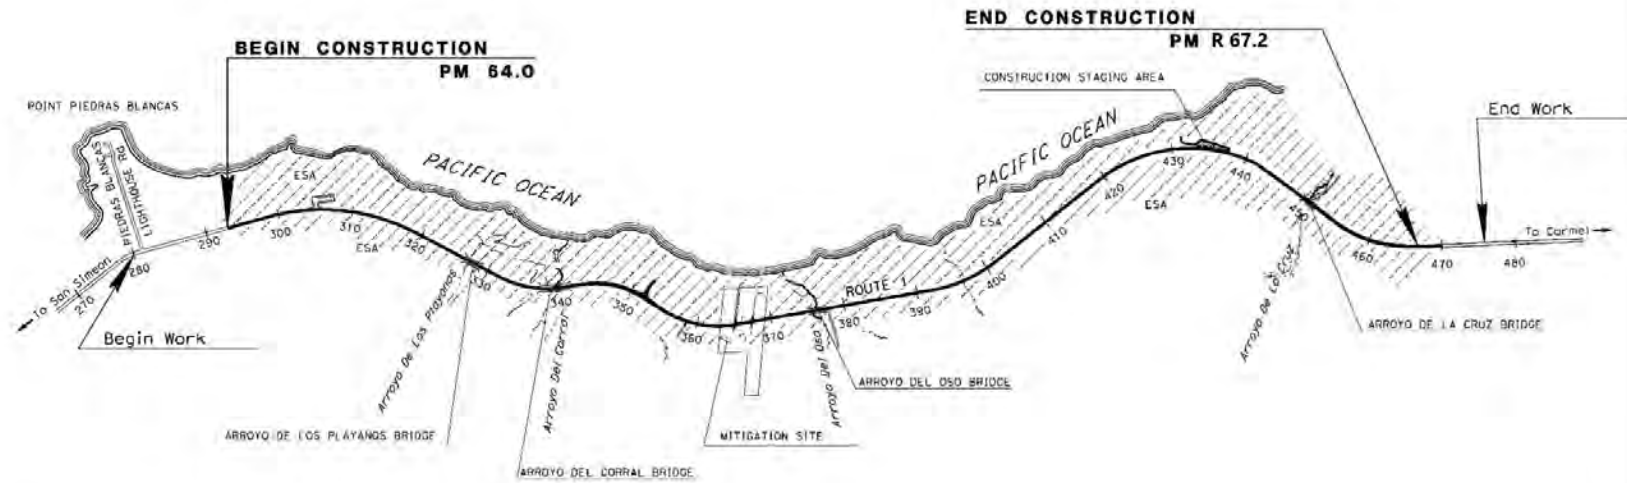 END CONSTRUCTION
PM R 67.2
BEGIN CONSTRUCTION
PM 64.0
CONSTRUCTION STAGING AREA
POINT PIEDRAS BLANCAS
End Work
PACIFIC OCEAN
PACIFIC OCEAN
PIEDRAS BLANCAS
LIGHTHOUSE RD
ESA
ESA
ESA
ESA
To San Simeon
To Carmel
270
280
290
300
310
320
330
340
350
360
370
380
390
400
410
420
430
440
450
460
470
480
ROUTE 1
Begin Work
Arroyo De Los Playanos
Arroyo Del Corral
Arroyo Del Oso
Arroyo De La Cruz
ARROYO DE LA CRUZ BRIDGE
ARROYO DEL OSO BRIDGE
ARROYO DE LOS PLAYANOS BRIDGE
MITIGATION SITE
ARROYO DEL CORRAL BRIDGE